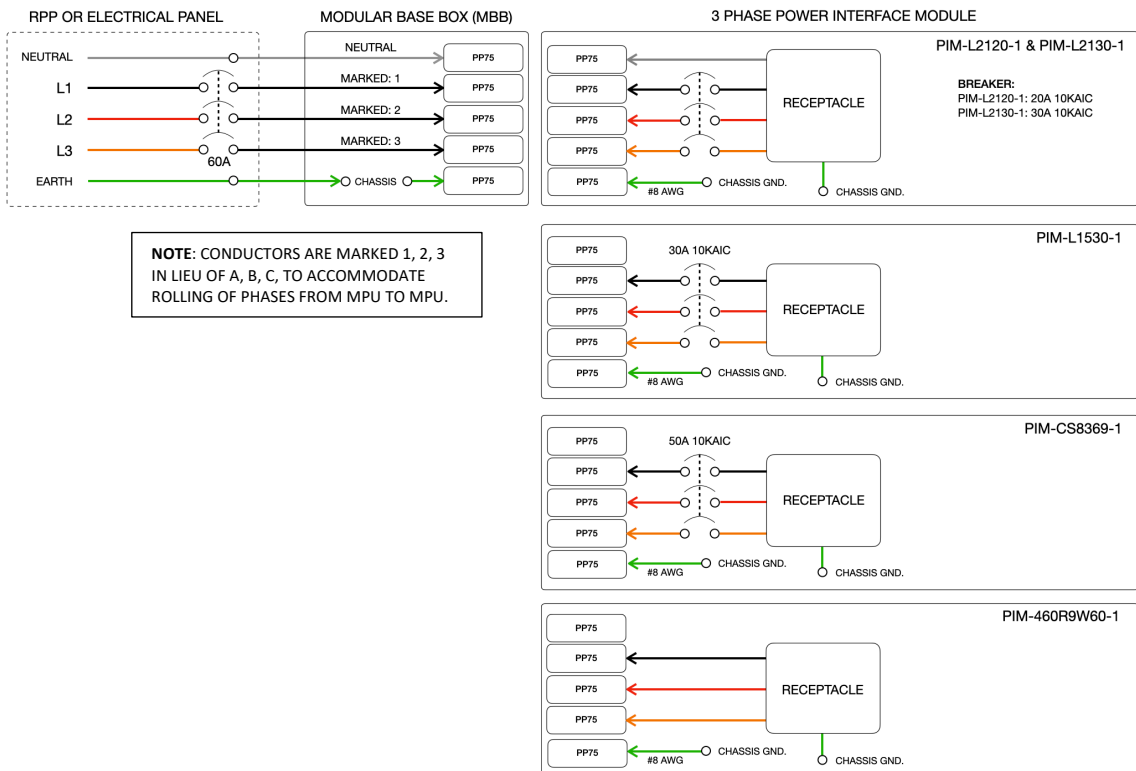 RPP OR ELECTRICAL PANEL
MODULAR BASE BOX (MBB)
3 PHASE POWER INTERFACE MODULE
NEUTRAL
L1
L2
L3
EARTH
60A
NEUTRAL
MARKED: 1
MARKED: 2
MARKED: 3
CHASSIS
PP75
PP75
PP75
PP75
PP75
NOTE: CONDUCTORS ARE MARKED 1, 2, 3
IN LIEU OF A, B, C, TO ACCOMMODATE
ROLLING OF PHASES FROM MPU TO MPU.
PIM-L2120-1 & PIM-L2130-1
PP75
PP75
PP75
PP75
PP75
RECEPTACLE
BREAKER:
PIM-L2120-1: 20A 10KAIC
PIM-L2130-1: 30A 10KAIC
#8 AWG
CHASSIS GND.
CHASSIS GND.
PIM-L1530-1
30A 10KAIC
PP75
PP75
PP75
PP75
PP75
RECEPTACLE
#8 AWG
CHASSIS GND.
CHASSIS GND.
PIM-CS8369-1
50A 10KAIC
PP75
PP75
PP75
PP75
PP75
RECEPTACLE
#8 AWG
CHASSIS GND.
CHASSIS GND.
PIM-460R9W60-1
PP75
PP75
PP75
PP75
PP75
RECEPTACLE
#8 AWG
CHASSIS GND.
CHASSIS GND.